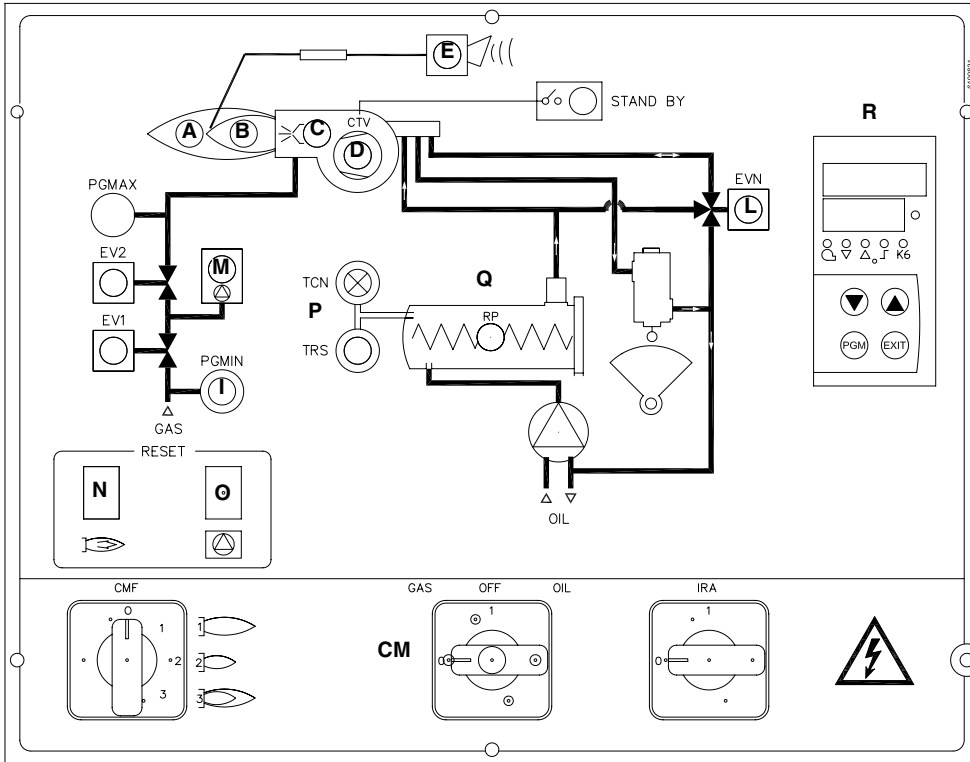 E
STAND BY
R
A
B
C
CTV
D
PGMAX
EVN
L
EV2
M
TCN
Q
P
RP
K6
EV1
TRS
PGMIN
I
PGM
EXIT
GAS
RESET
N
O
OIL
CMF
GAS OFF OIL
IRA
0
1
2
3
1
2
3
CM
1
0
1
0